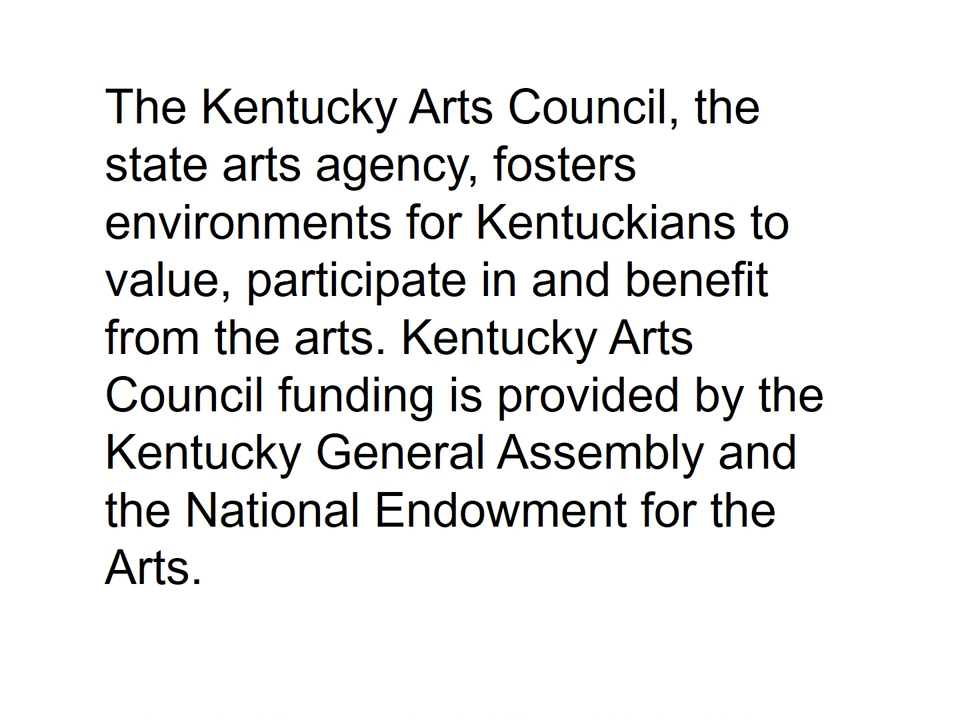 The Kentucky Arts Council, the
state arts agency, fosters
environments for Kentuckians to
value, participate in and benefit
from the arts. Kentucky Arts
Council funding is provided by the
Kentucky General Assembly and
the National Endowment for the
Arts.